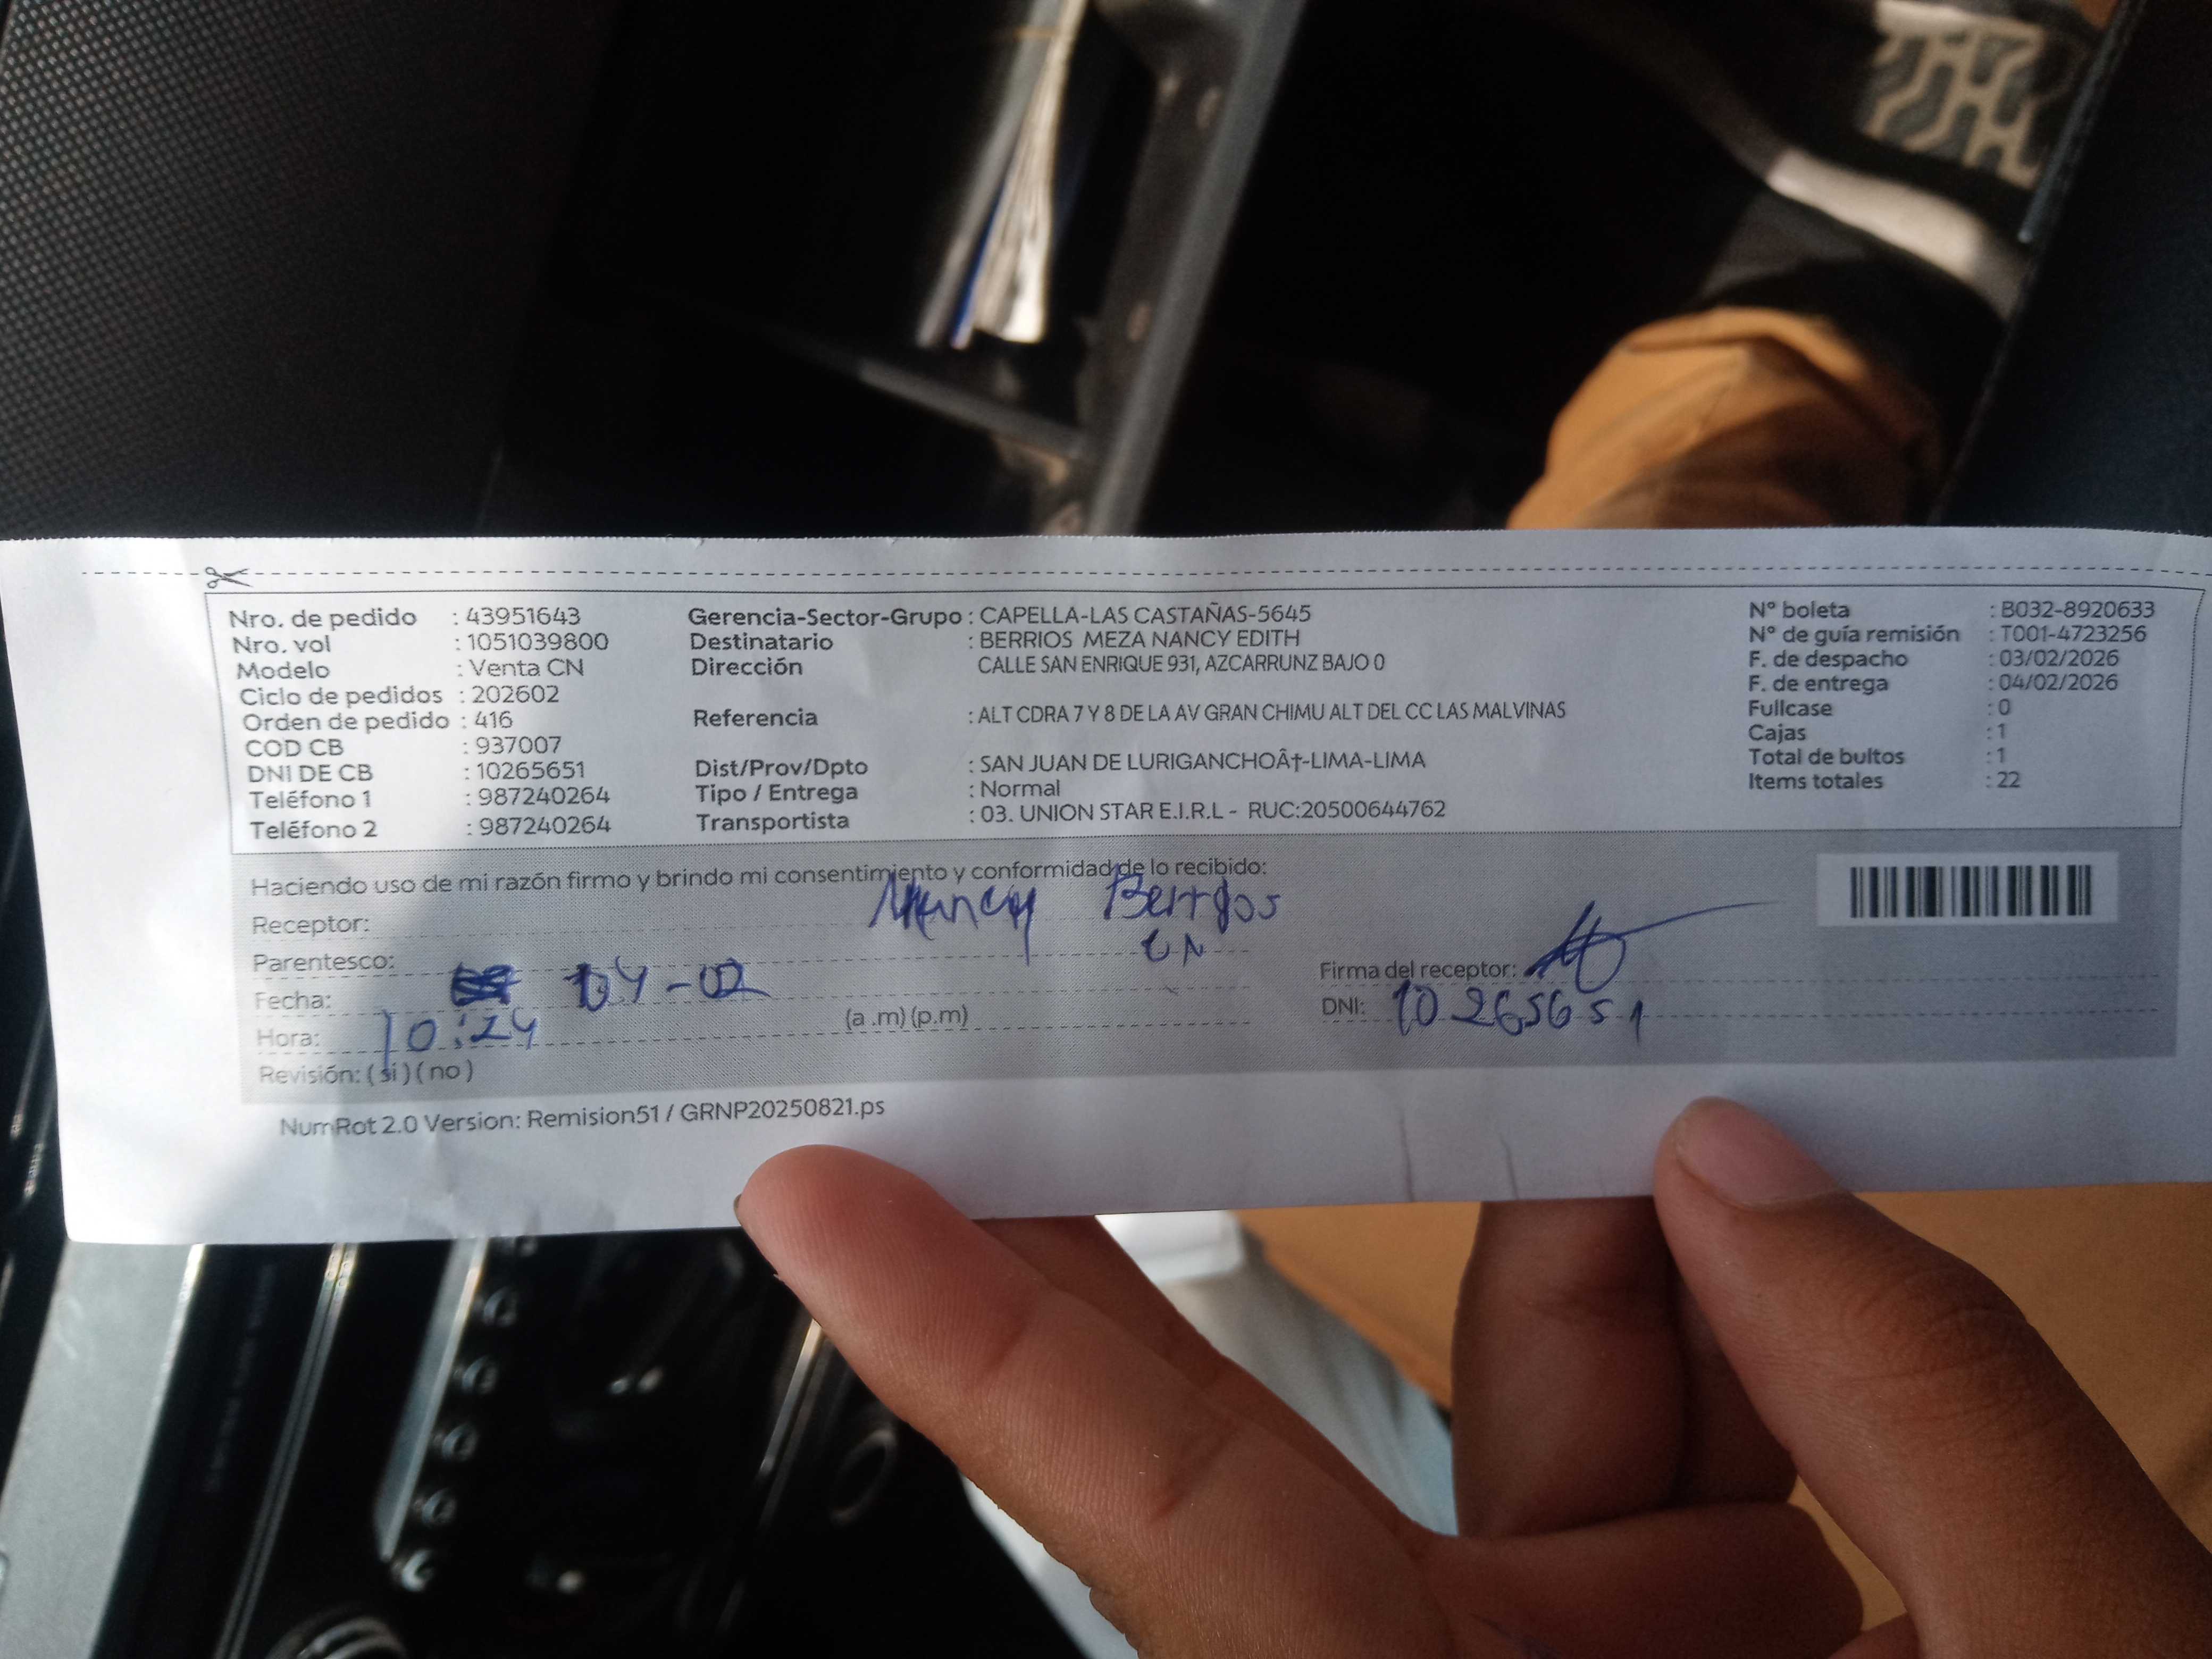 Nro. de pedido : 43951643
Nro. vol : 1051039800
Modelo : Venta CN
Ciclo de pedidos : 202602
Orden de pedido : 416
COD CB : 937007
DNI DE CB : 10265651
Teléfono 1 : 987240264
Teléfono 2 : 987240264
Gerencia-Sector-Grupo : CAPELLA-LAS CASTAÑAS-5645
Destinatario : BERRIOS MEZA NANCY EDITH
Dirección CALLE SAN ENRIQUE 931, AZCARRUNZ BAJO 0
Referencia : ALT CDRA 7 Y 8 DE LA AV GRAN CHIMU ALT DEL CC LAS MALVINAS
Dist/Prov/Dpto : SAN JUAN DE LURIGANCHOÂ†-LIMA-LIMA
Tipo / Entrega : Normal
Transportista : 03. UNION STAR E.I.R.L - RUC:20500644762
N° boleta : B032-8920633
N° de guía remisión : T001-4723256
F. de despacho : 03/02/2026
F. de entrega : 04/02/2026
Fullcase : 0
Cajas : 1
Total de bultos : 1
Items totales : 22
Haciendo uso de mi razón firmo y brindo mi consentimiento y conformidad de lo recibido:
Receptor: Nancy Berrios
Parentesco: CN
Fecha: 04-02
Hora: 10:24 (a .m) (p.m)
Revisión: ( si ) ( no )
Firma del receptor:
DNI: 10265651
NumRot 2.0 Version: Remision51 / GRNP20250821.ps